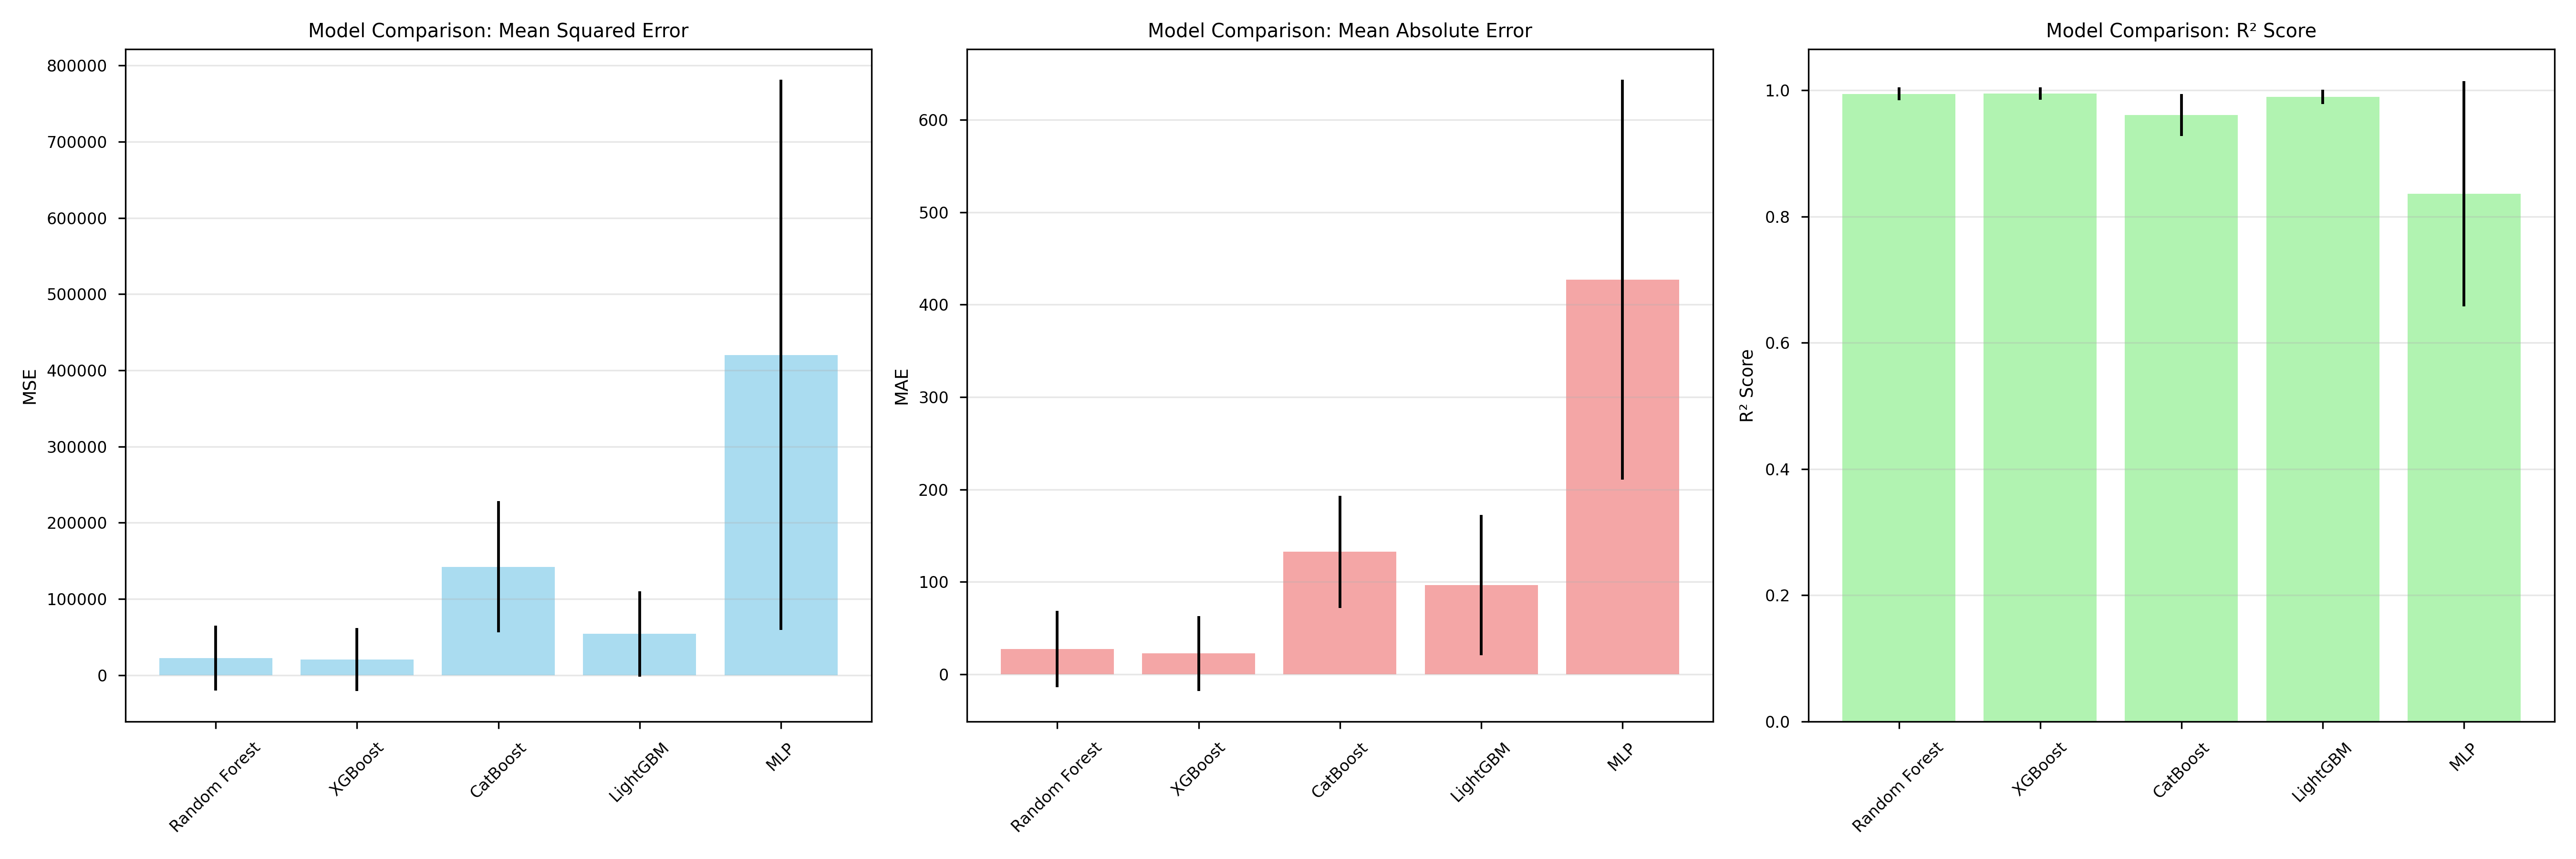 Model Comparison: Mean Squared Error
MSE
800000
700000
600000
500000
400000
300000
200000
100000
0
Random Forest
XGBoost
CatBoost
LightGBM
MLP
Model Comparison: Mean Absolute Error
MAE
600
500
400
300
200
100
0
Random Forest
XGBoost
CatBoost
LightGBM
MLP
Model Comparison: R² Score
R² Score
1.0
0.8
0.6
0.4
0.2
0.0
Random Forest
XGBoost
CatBoost
LightGBM
MLP